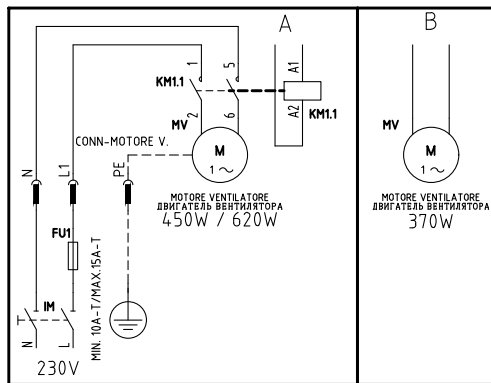 A
B
1
5
KM1.1
A1
A2
KM1.1
2
6
MV
MV
CONN-MOTORE V.
M
1 ~
M
1 ~
N
L1
PE
MOTORE VENTILATORE
ДВИГАТЕЛЬ ВЕНТИЛЯТОРА
450W / 620W
MOTORE VENTILATORE
ДВИГАТЕЛЬ ВЕНТИЛЯТОРА
370W
FU1
MIN. 10A-T/MAX.15A-T
IM
N
L
230V